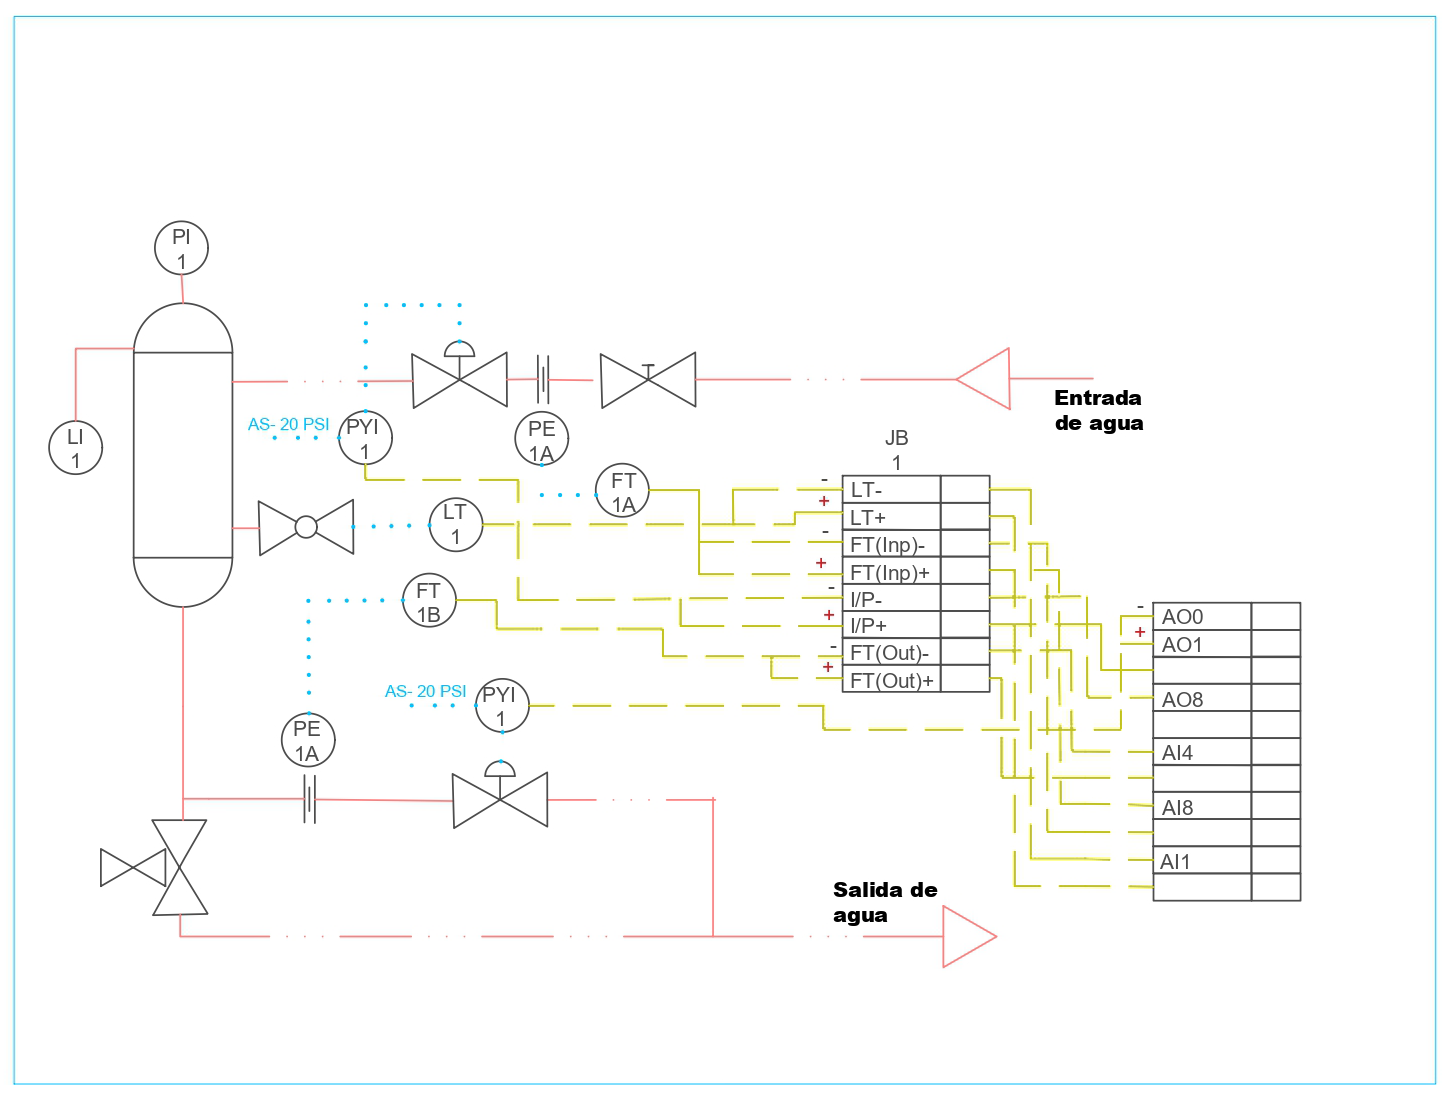 PI
1
LI
1
AS- 20 PSI
PYI
1
PE
1A
Entrada
de agua
FT
1A
LT
1
FT
1B
AS- 20 PSI
PYI
1
PE
1A
JB
1
-
LT-
+
LT+
-
FT(Inp)-
+
FT(Inp)+
-
I/P-
+
I/P+
-
FT(Out)-
+
FT(Out)+
-
AO0
+
AO1
AO8
AI4
AI8
AI1
Salida de
agua